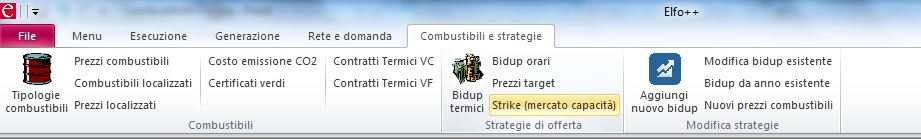 e Elfo++
File Menu Esecuzione Generazione Rete e domanda Combustibili e strategie
Tipologie combustibili
Prezzi combustibili
Combustibili localizzati
Prezzi localizzati
Costo emissione CO2
Certificati verdi
Contratti Termici VC
Contratti Termici VF
Combustibili
Bidup termici
Bidup orari
Prezzi target
Strike (mercato capacità)
Strategie di offerta
Aggiungi nuovo bidup
Modifica bidup esistente
Bidup da anno esistente
Nuovi prezzi combustibili
Modifica strategie